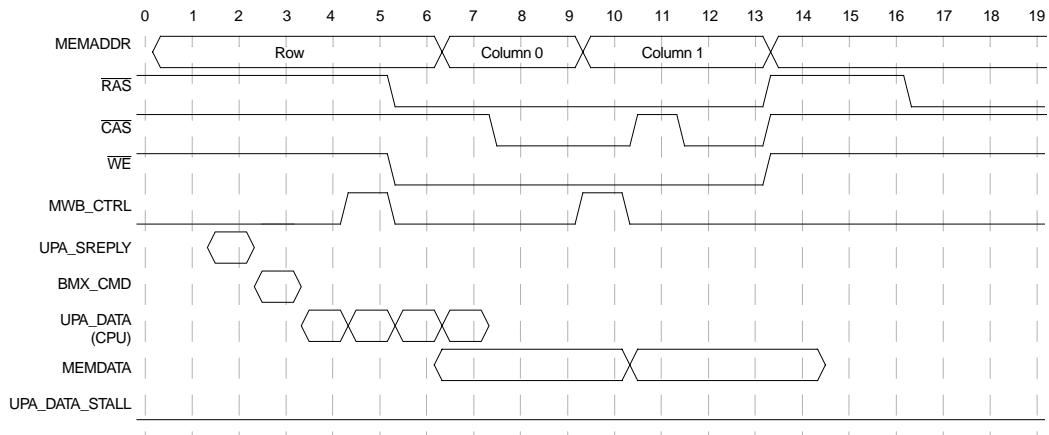 0 1 2 3 4 5 6 7 8 9 10 11 12 13 14 15 16 17 18 19
MEMADDR Row Column 0 Column 1
RAS
CAS
WE
MWB_CTRL
UPA_SREPLY
BMX_CMD
UPA_DATA
(CPU)
MEMDATA
UPA_DATA_STALL